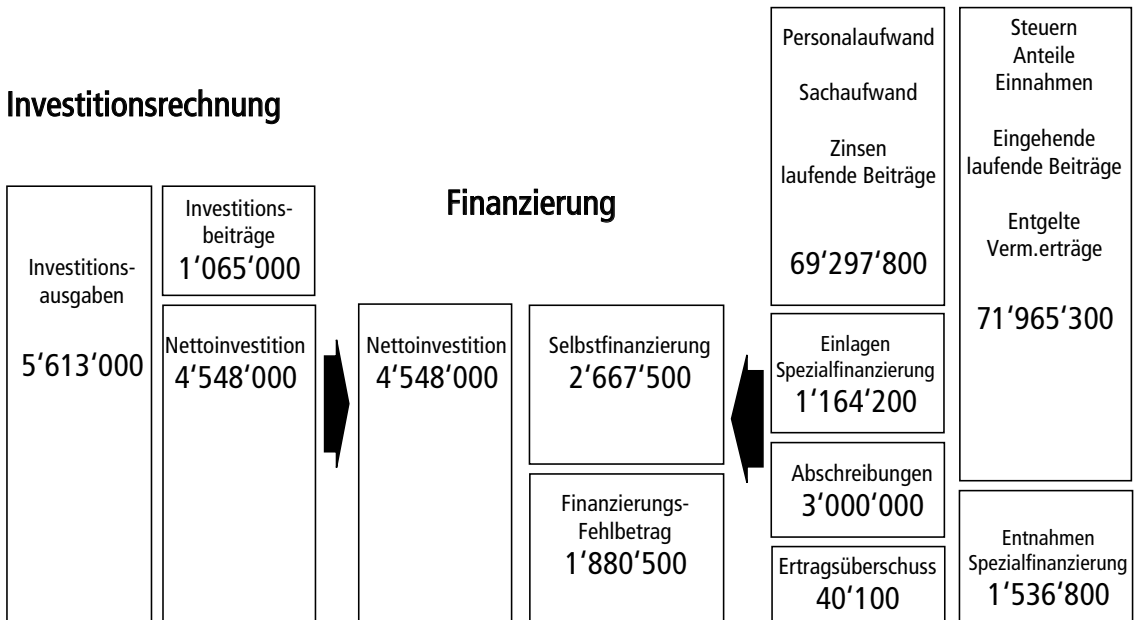 Investitionsrechnung
Investitions-
ausgaben
5‘613‘000
Investitions-
beiträge
1‘065‘000
Nettoinvestition
4‘548‘000
Finanzierung
Nettoinvestition
4‘548‘000
Selbstfinanzierung
2‘667‘500
Finanzierungs-
Fehlbetrag
1‘880‘500
Personalaufwand
Sachaufwand
Zinsen
laufende Beiträge
69‘297‘800
Einlagen
Spezialfinanzierung
1‘164‘200
Abschreibungen
3‘000‘000
Ertragsüberschuss
40‘100
Steuern
Anteile
Einnahmen
Eingehende
laufende Beiträge
Entgelte
Verm.erträge
71‘965‘300
Entnahmen
Spezialfinanzierung
1‘536‘800